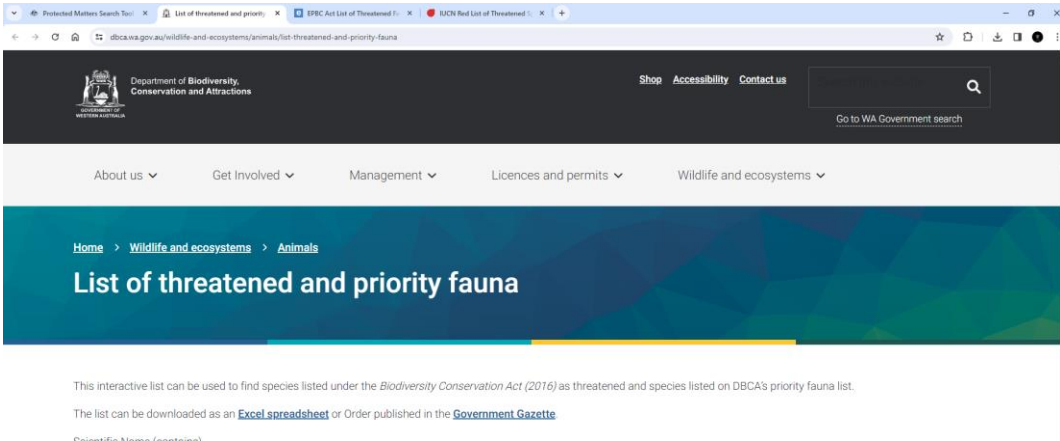 Protected Matters Search Tool
List of threatened and priority
EPBC Act List of Threatened Fa
IUCN Red List of Threatened S
dbca.wa.gov.au/wildlife-and-ecosystems/animals/list-threatened-and-priority-fauna
GOVERNMENT OF
WESTERN AUSTRALIA
Department of Biodiversity,
Conservation and Attractions
Shop Accessibility Contact us
Go to WA Government search
About us Get Involved Management Licences and permits Wildlife and ecosystems
Home > Wildlife and ecosystems > Animals
List of threatened and priority fauna
This interactive list can be used to find species listed under the Biodiversity Conservation Act (2016) as threatened and species listed on DBCA's priority fauna list.
The list can be downloaded as an Excel spreadsheet or Order published in the Government Gazette.
Scientific Name (contains)